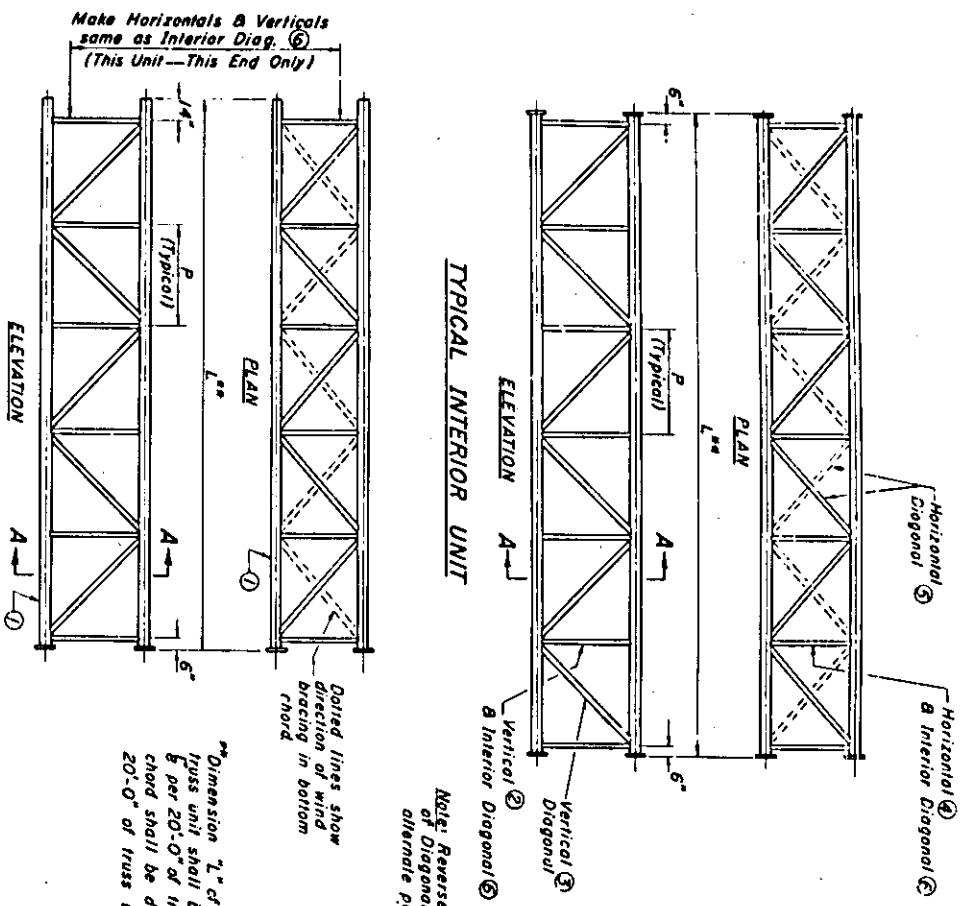 Make Horizontals & Verticals
same as Interior Diag. ⑥
(This Unit—This End Only)
14"
6"
L**
PLAN
P
(Typical)
ELEVATION
A
A
①
①
6"
Dotted lines show
direction of wind
bracing in bottom
chord.
TYPICAL INTERIOR UNIT
L**
PLAN
P
(Typical)
ELEVATION
A
A
6"
Horizontal
Diagonal ⑤
Horizontal ④
& Interior Diagonal ⑥
Vertical ③
Diagonal
Vertical ②
& Interior Diagonal ⑥
Note: Reverse
of Diagonal
alternate
**Dimension "L" of
truss unit shall
per 20'-0" of
chord shall be
20'-0" of truss